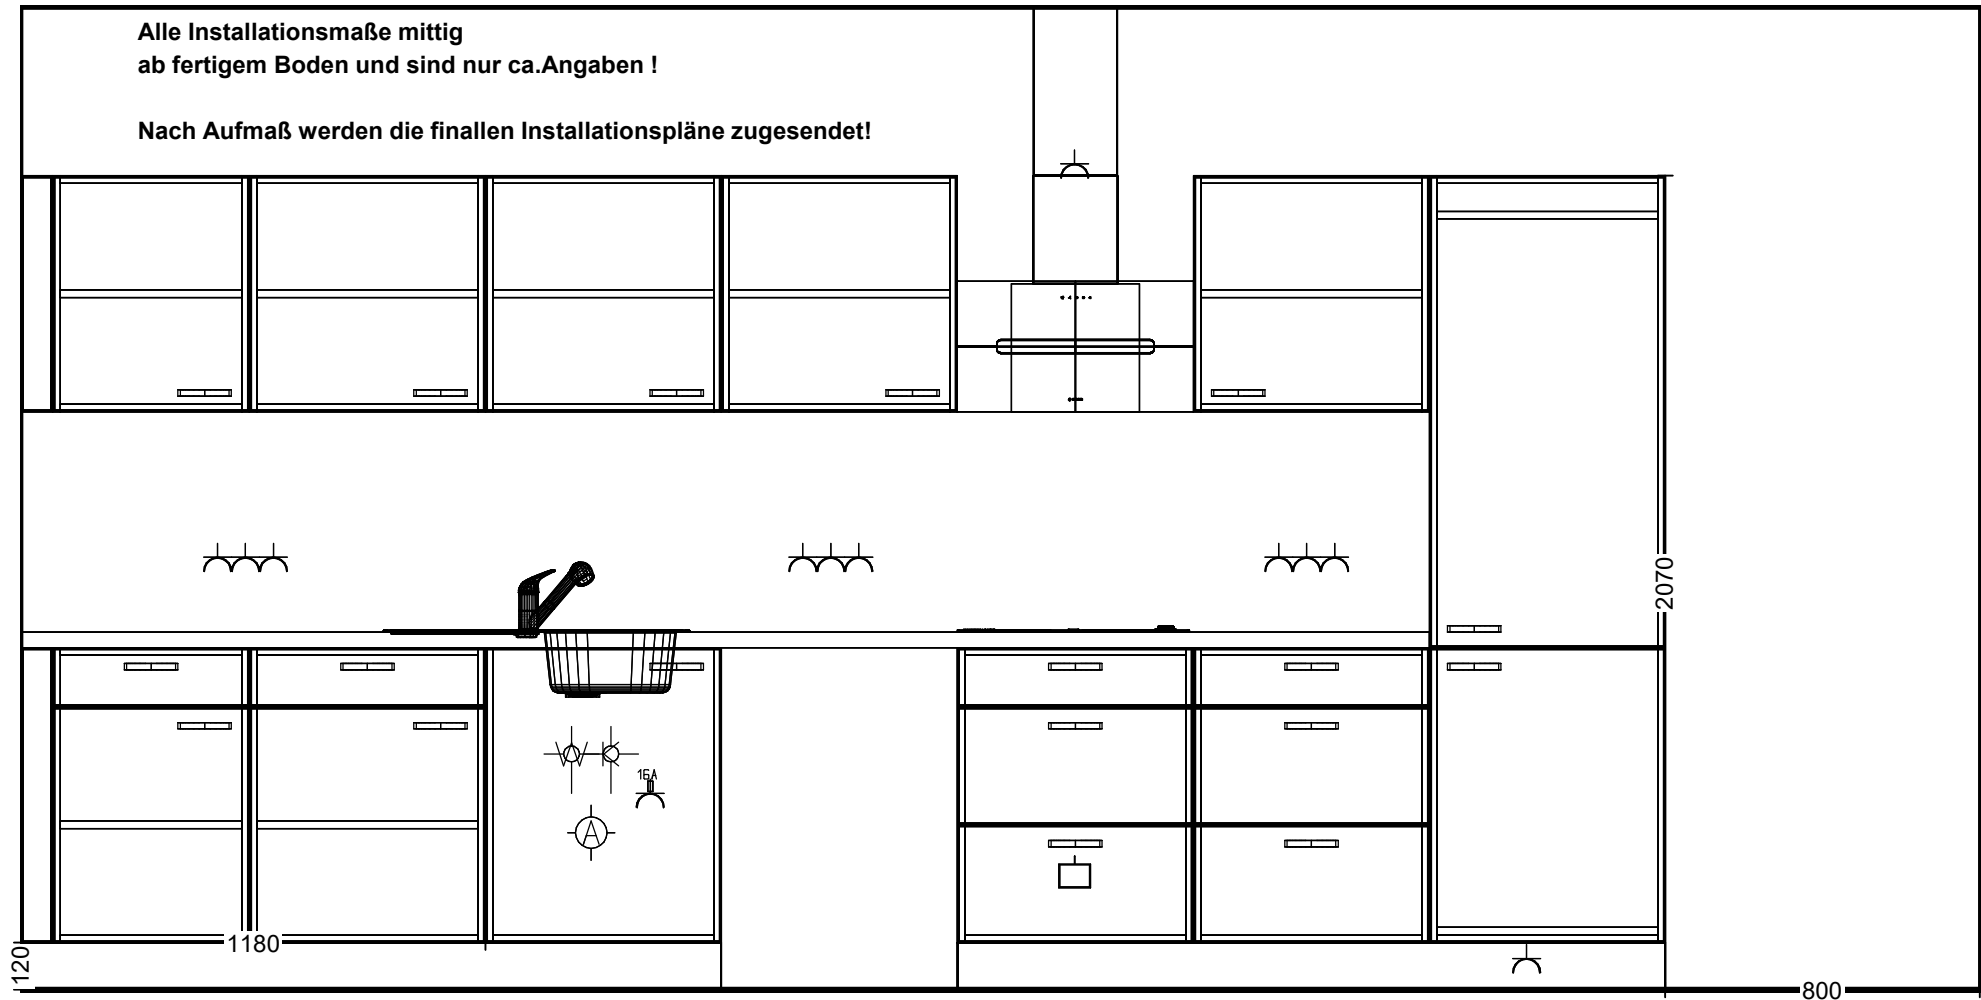 Alle Installationsmaße mittig
ab fertigem Boden und sind nur ca.Angaben !
Nach Aufmaß werden die finallen Installationspläne zugesendet!
2070
W K
16A
A
1180
120
800